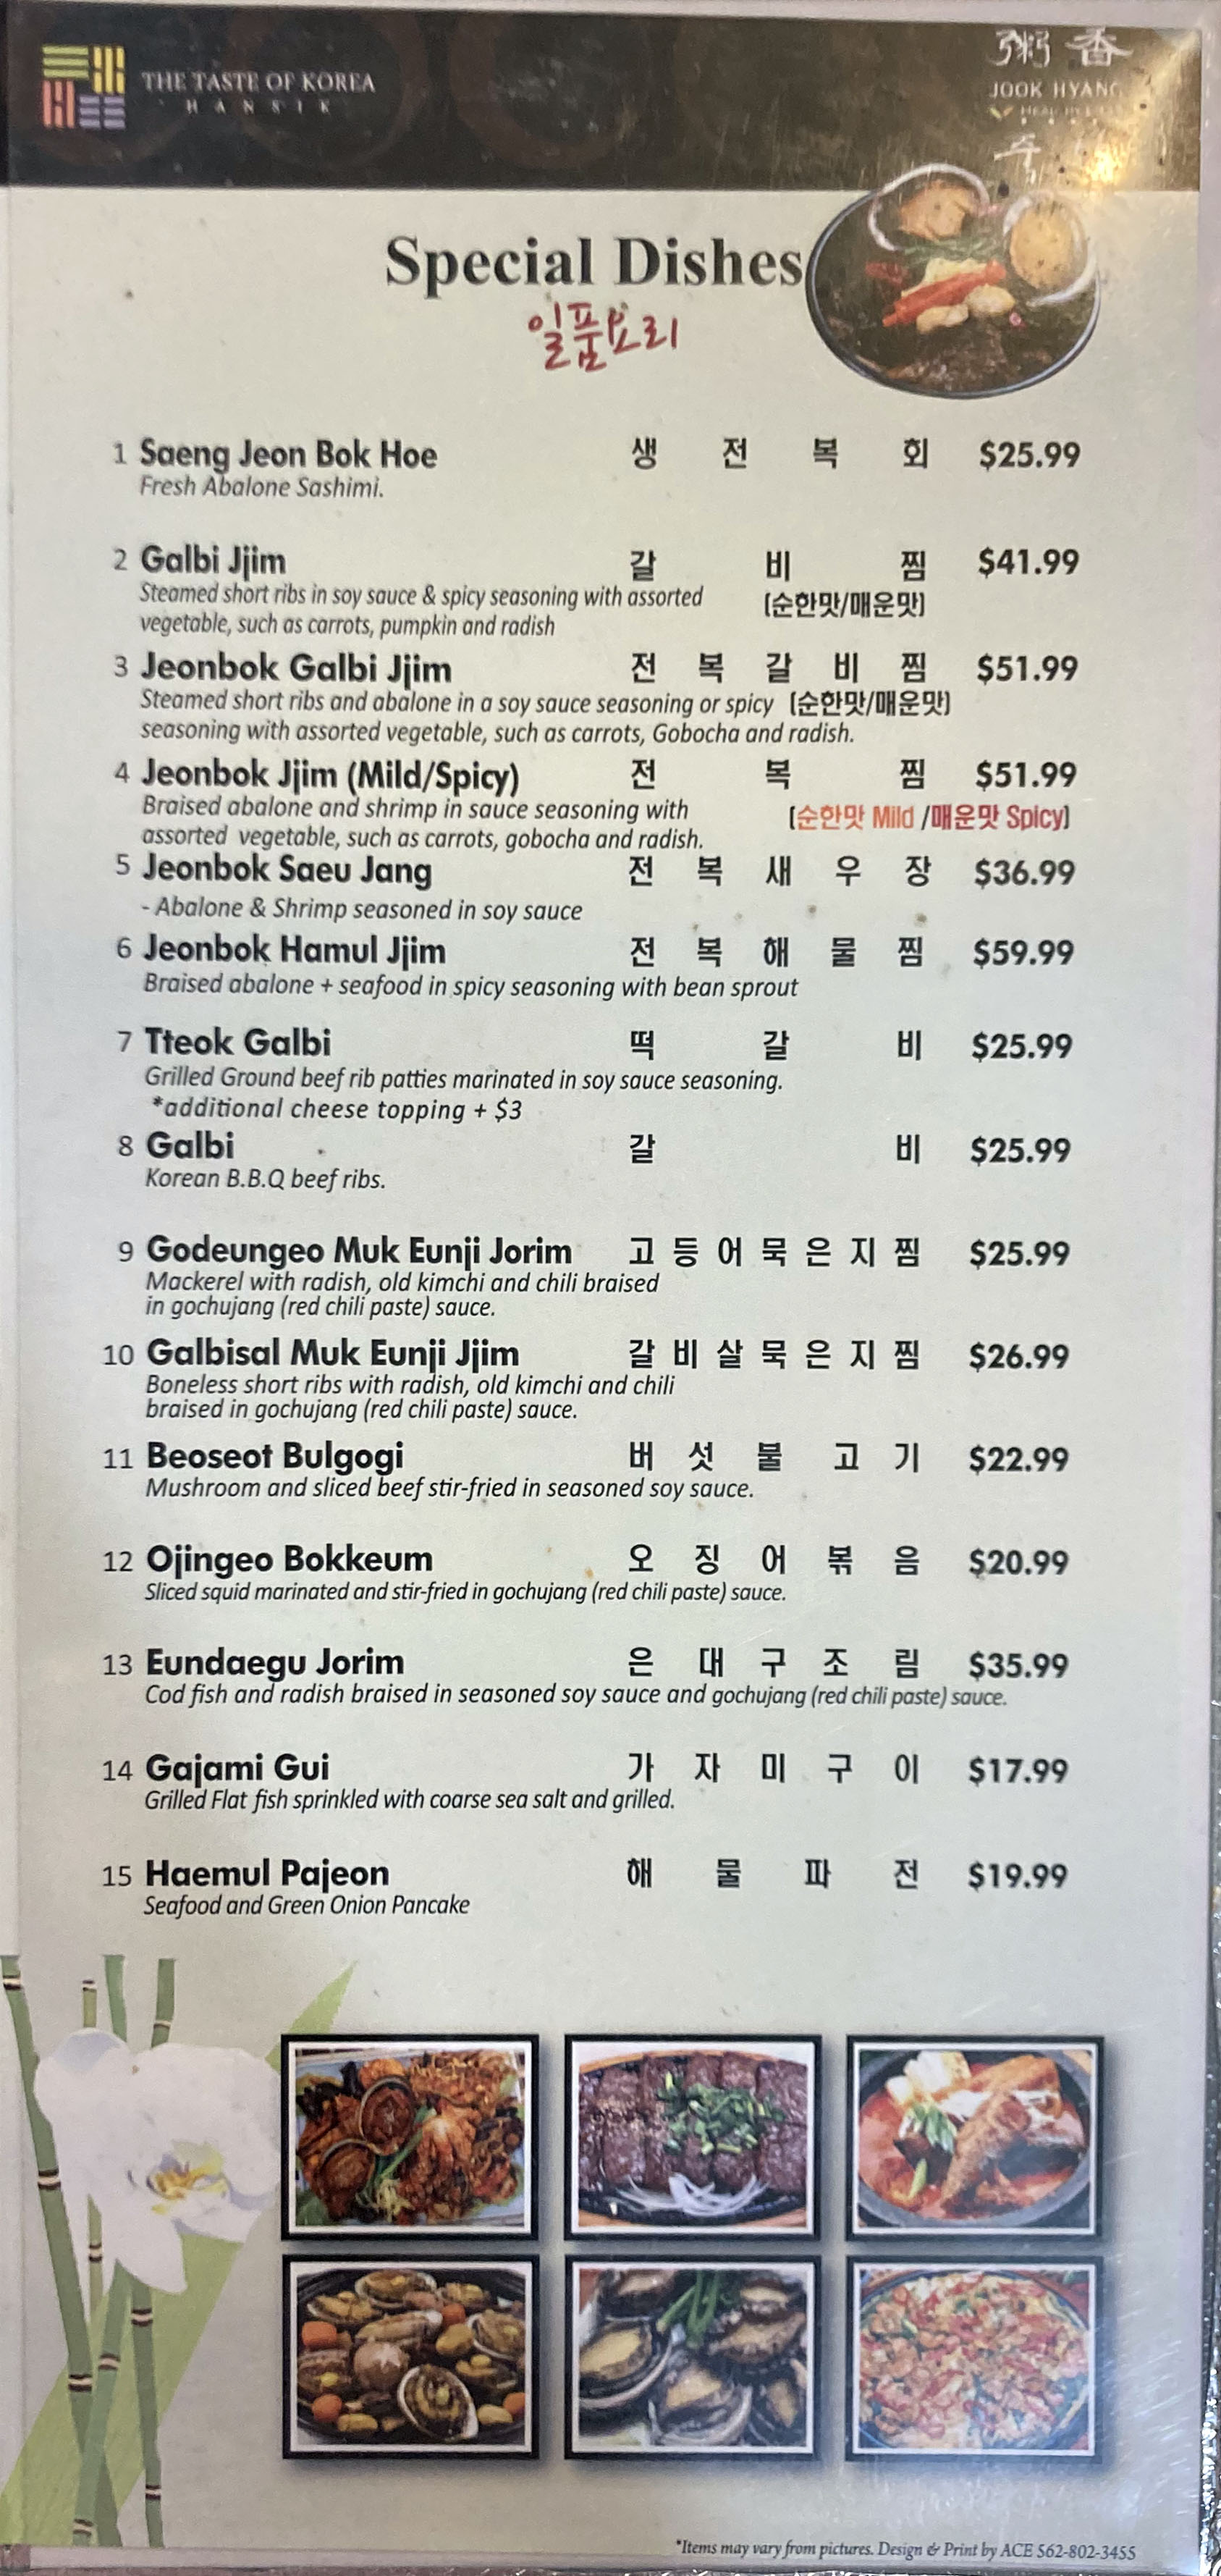 THE TASTE OF KOREA
HANSIK
粥香
JOOK HYANG
죽
Special Dishes
일품요리
1 Saeng Jeon Bok Hoe 생 전 복 회 $25.99
Fresh Abalone Sashimi.
2 Galbi Jjim 갈 비 찜 $41.99
Steamed short ribs in soy sauce & spicy seasoning with assorted (순한맛/매운맛)
vegetable, such as carrots, pumpkin and radish
3 Jeonbok Galbi Jjim 전 복 갈 비 찜 $51.99
Steamed short ribs and abalone in a soy sauce seasoning or spicy (순한맛/매운맛)
seasoning with assorted vegetable, such as carrots, Gobocha and radish.
4 Jeonbok Jjim (Mild/Spicy) 전 복 찜 $51.99
Braised abalone and shrimp in sauce seasoning with (순한맛 Mild /매운맛 Spicy)
assorted vegetable, such as carrots, gobocha and radish.
5 Jeonbok Saeu Jang 전 복 새 우 장 $36.99
- Abalone & Shrimp seasoned in soy sauce
6 Jeonbok Hamul Jjim 전 복 해 물 찜 $59.99
Braised abalone + seafood in spicy seasoning with bean sprout
7 Tteok Galbi 떡 갈 비 $25.99
Grilled Ground beef rib patties marinated in soy sauce seasoning.
*additional cheese topping + $3
8 Galbi 갈 비 $25.99
Korean B.B.Q beef ribs.
9 Godeungeo Muk Eunji Jorim 고 등 어 묵 은 지 찜 $25.99
Mackerel with radish, old kimchi and chili braised
in gochujang (red chili paste) sauce.
10 Galbisal Muk Eunji Jjim 갈 비 살 묵 은 지 찜 $26.99
Boneless short ribs with radish, old kimchi and chili
braised in gochujang (red chili paste) sauce.
11 Beoseot Bulgogi 버 섯 불 고 기 $22.99
Mushroom and sliced beef stir-fried in seasoned soy sauce.
12 Ojingeo Bokkeum 오 징 어 볶 음 $20.99
Sliced squid marinated and stir-fried in gochujang (red chili paste) sauce.
13 Eundaegu Jorim 은 대 구 조 림 $35.99
Cod fish and radish braised in seasoned soy sauce and gochujang (red chili paste) sauce.
14 Gajami Gui 가 자 미 구 이 $17.99
Grilled Flat fish sprinkled with coarse sea salt and grilled.
15 Haemul Pajeon 해 물 파 전 $19.99
Seafood and Green Onion Pancake
*Items may vary from pictures. Design & Print by ACE 562-802-3455